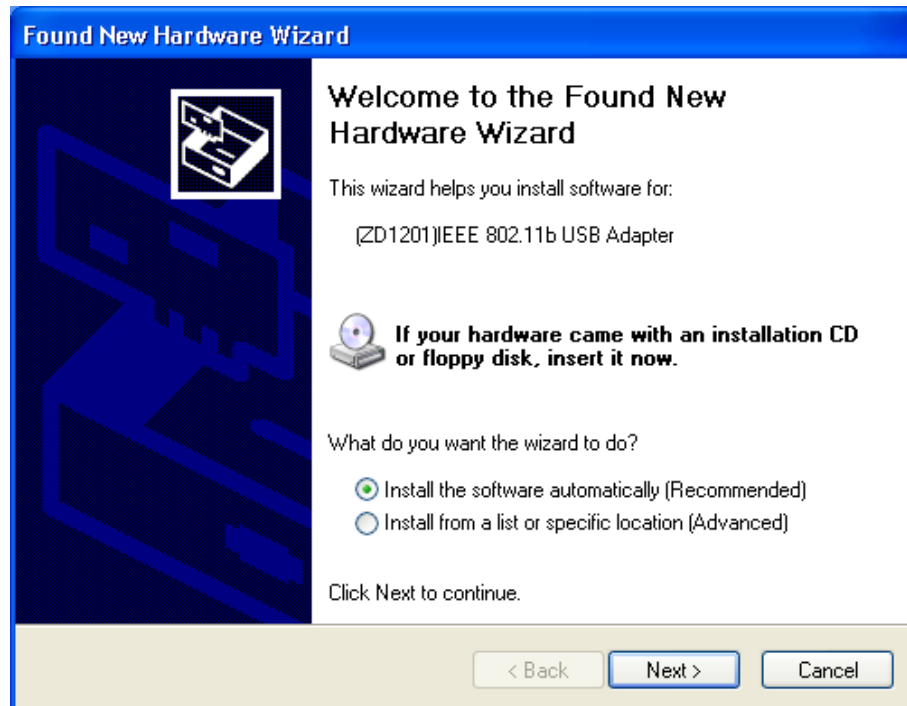 Found New Hardware Wizard
Welcome to the Found New
Hardware Wizard
This wizard helps you install software for:
(ZD1201)IEEE 802.11b USB Adapter
If your hardware came with an installation CD
or floppy disk, insert it now.
What do you want the wizard to do?
Install the software automatically (Recommended)
Install from a list or specific location (Advanced)
Click Next to continue.
< Back Next > Cancel